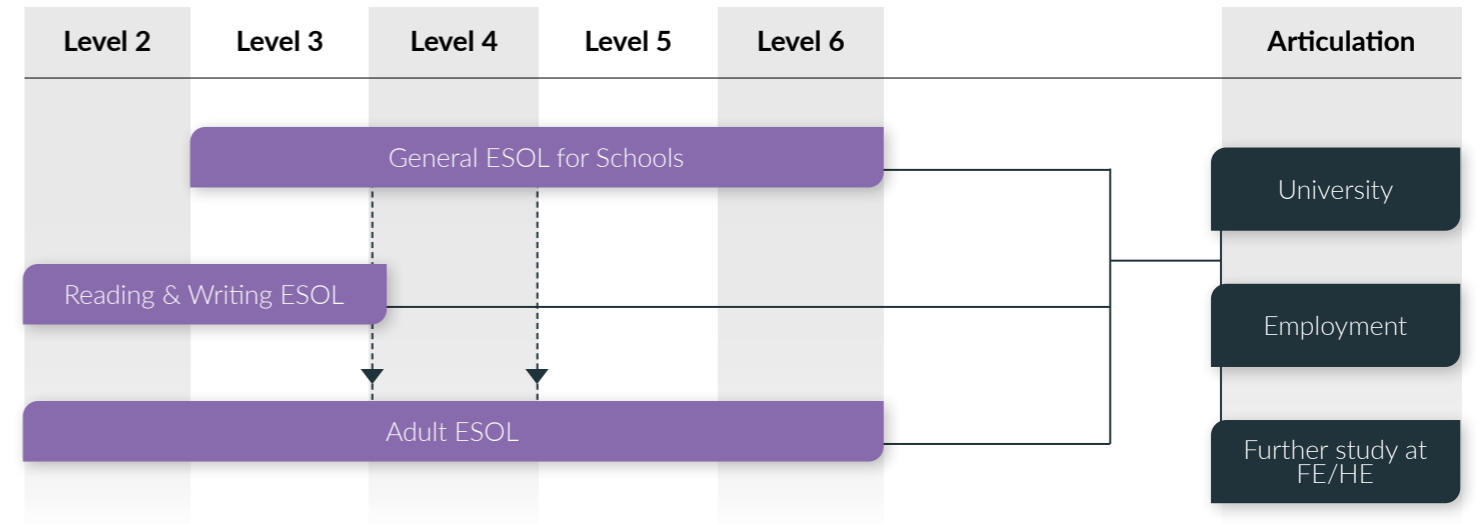 Level 2
Level 3
Level 4
Level 5
Level 6
Articulation
General ESOL for Schools
University
Reading & Writing ESOL
Employment
Adult ESOL
Further study at
FE/HE